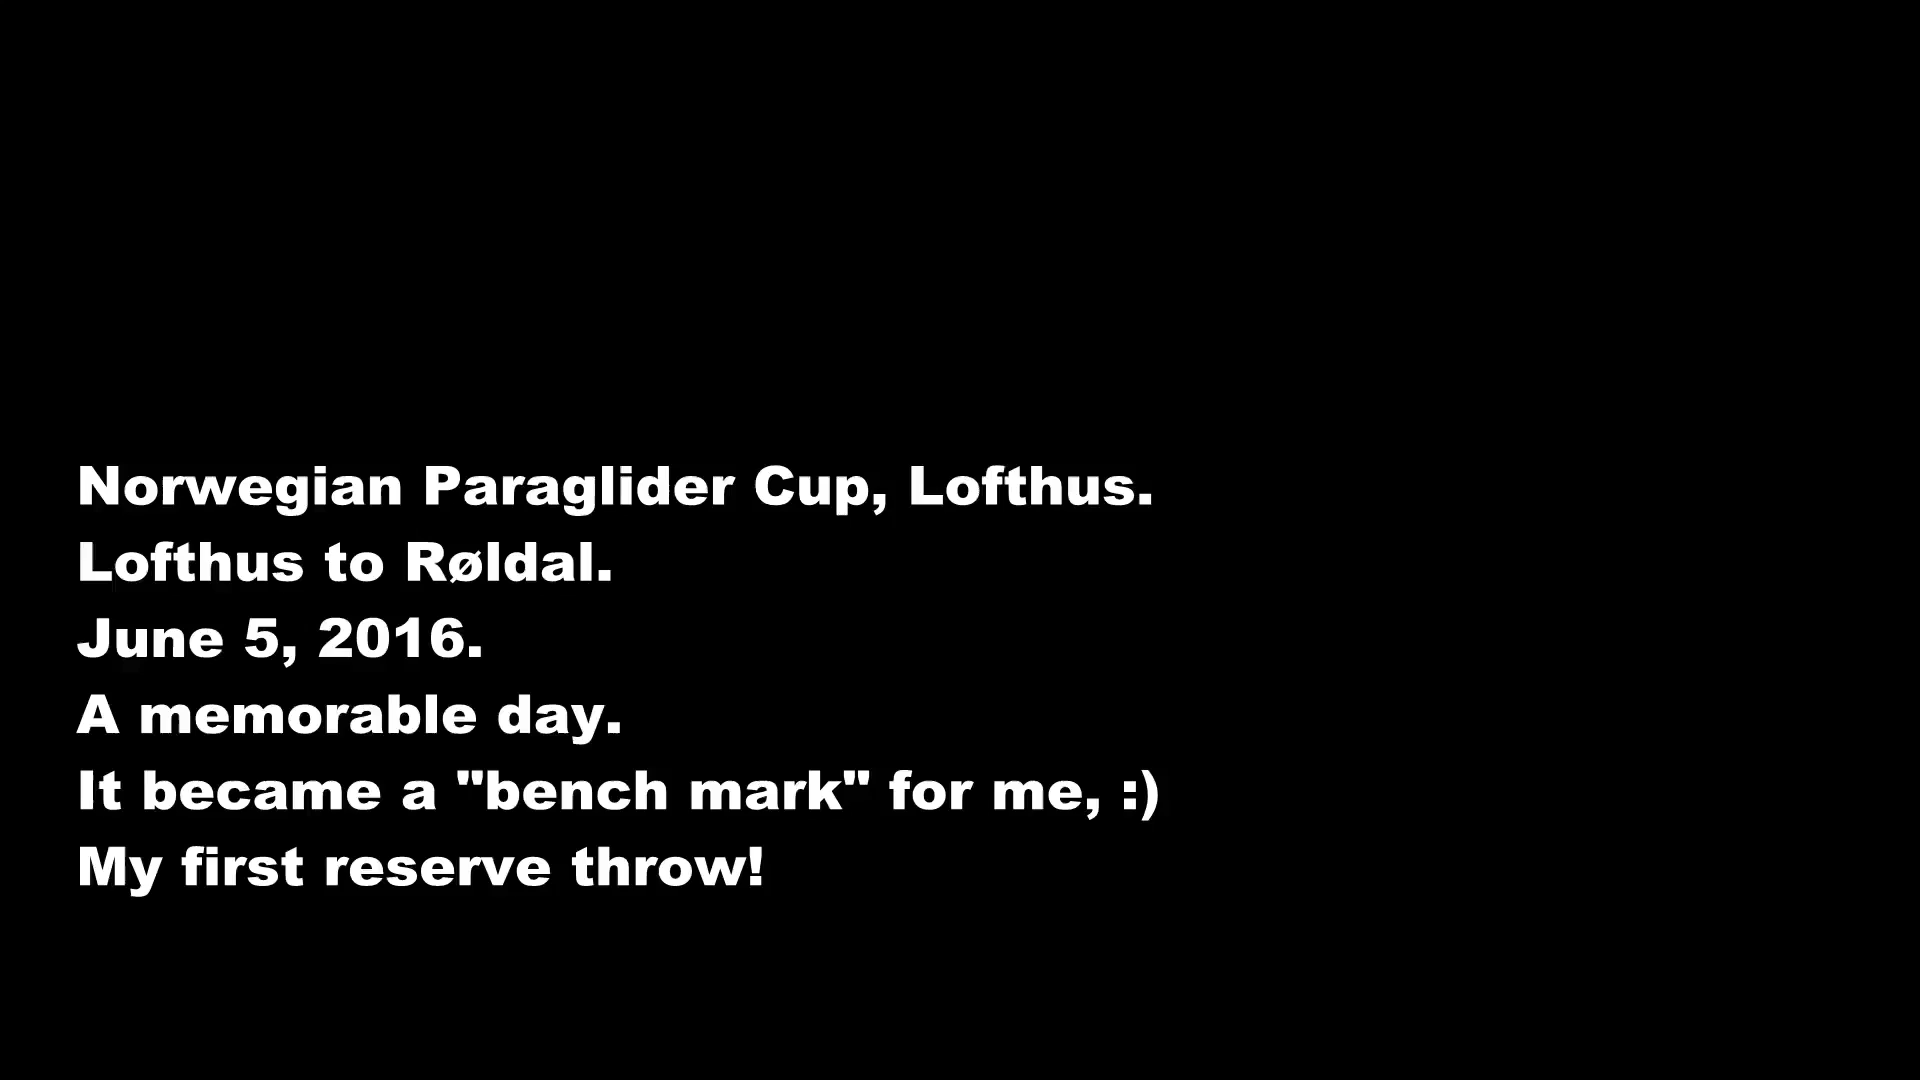 Norwegian Paraglider Cup, Lofthus.
Lofthus to Røldal.
June 5, 2016.
A memorable day.
It became a "bench mark" for me, :)
My first reserve throw!